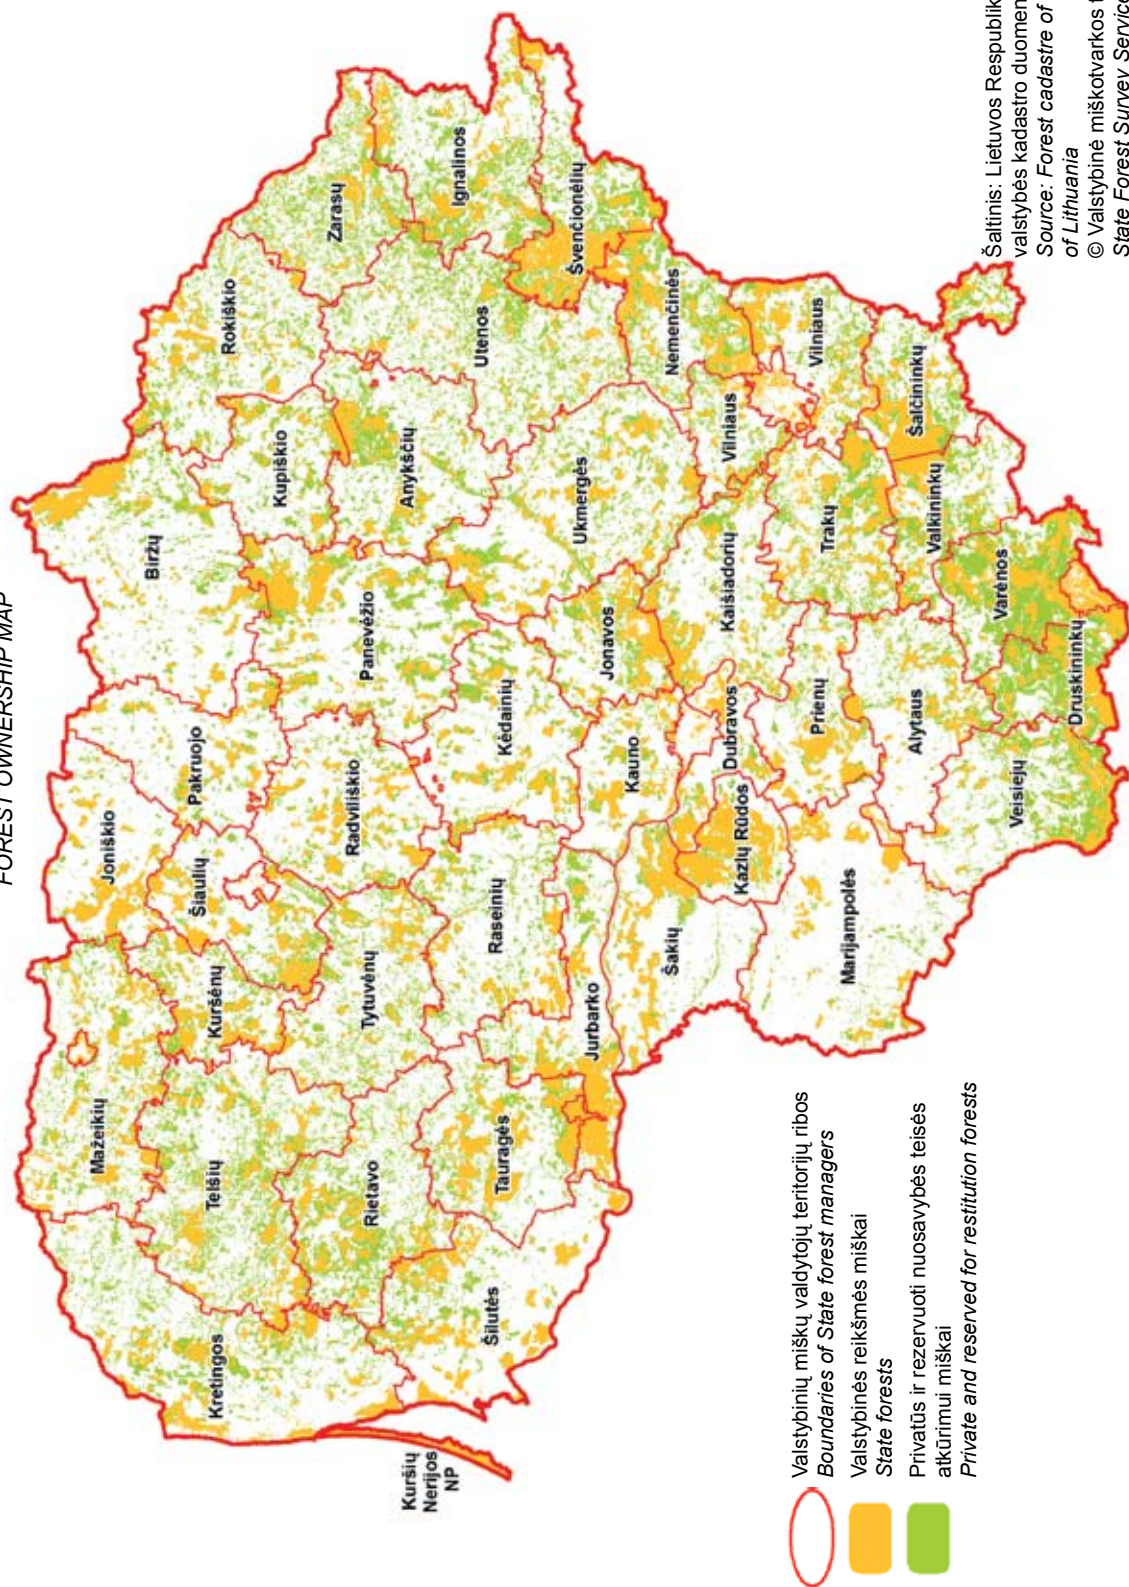 FOREST OWNERSHIP MAP
Mažeikių
Joniškio
Biržų
Kretingos
Telšių
Kuršėnų
Šiaulių
Pakruojo
Kupiškio
Rokiškio
Zarasų
Rietavo
Tytuvėnų
Radviliškio
Panevėžio
Anykščių
Utenos
Ignalinos
Kuršių
Nerijos
NP
Šilutės
Tauragės
Raseinių
Kėdainių
Jonavos
Ukmergės
Švenčionėlių
Jurbarko
Kauno
Nemenčinės
Šakių
Kazlų Rūdos
Dubravos
Kaišiadorių
Vilniaus
Vilniaus
Marijampolės
Prienų
Trakų
Alytaus
Valkininkų
Šalčininkų
Veisiejų
Varėnos
Druskininkų
Valstybinių miškų valdytojų teritorijų ribos
Boundaries of State forest managers
Valstybinės reikšmės miškai
State forests
Privatūs ir rezervuoti nuosavybės teisės
atkūrimui miškai
Private and reserved for restitution forests
Šaltinis: Lietuvos Respublik
valstybės kadastro duomen
Source: Forest cadastre of
of Lithuania
© Valstybinė miškotvarkos t
State Forest Survey Service